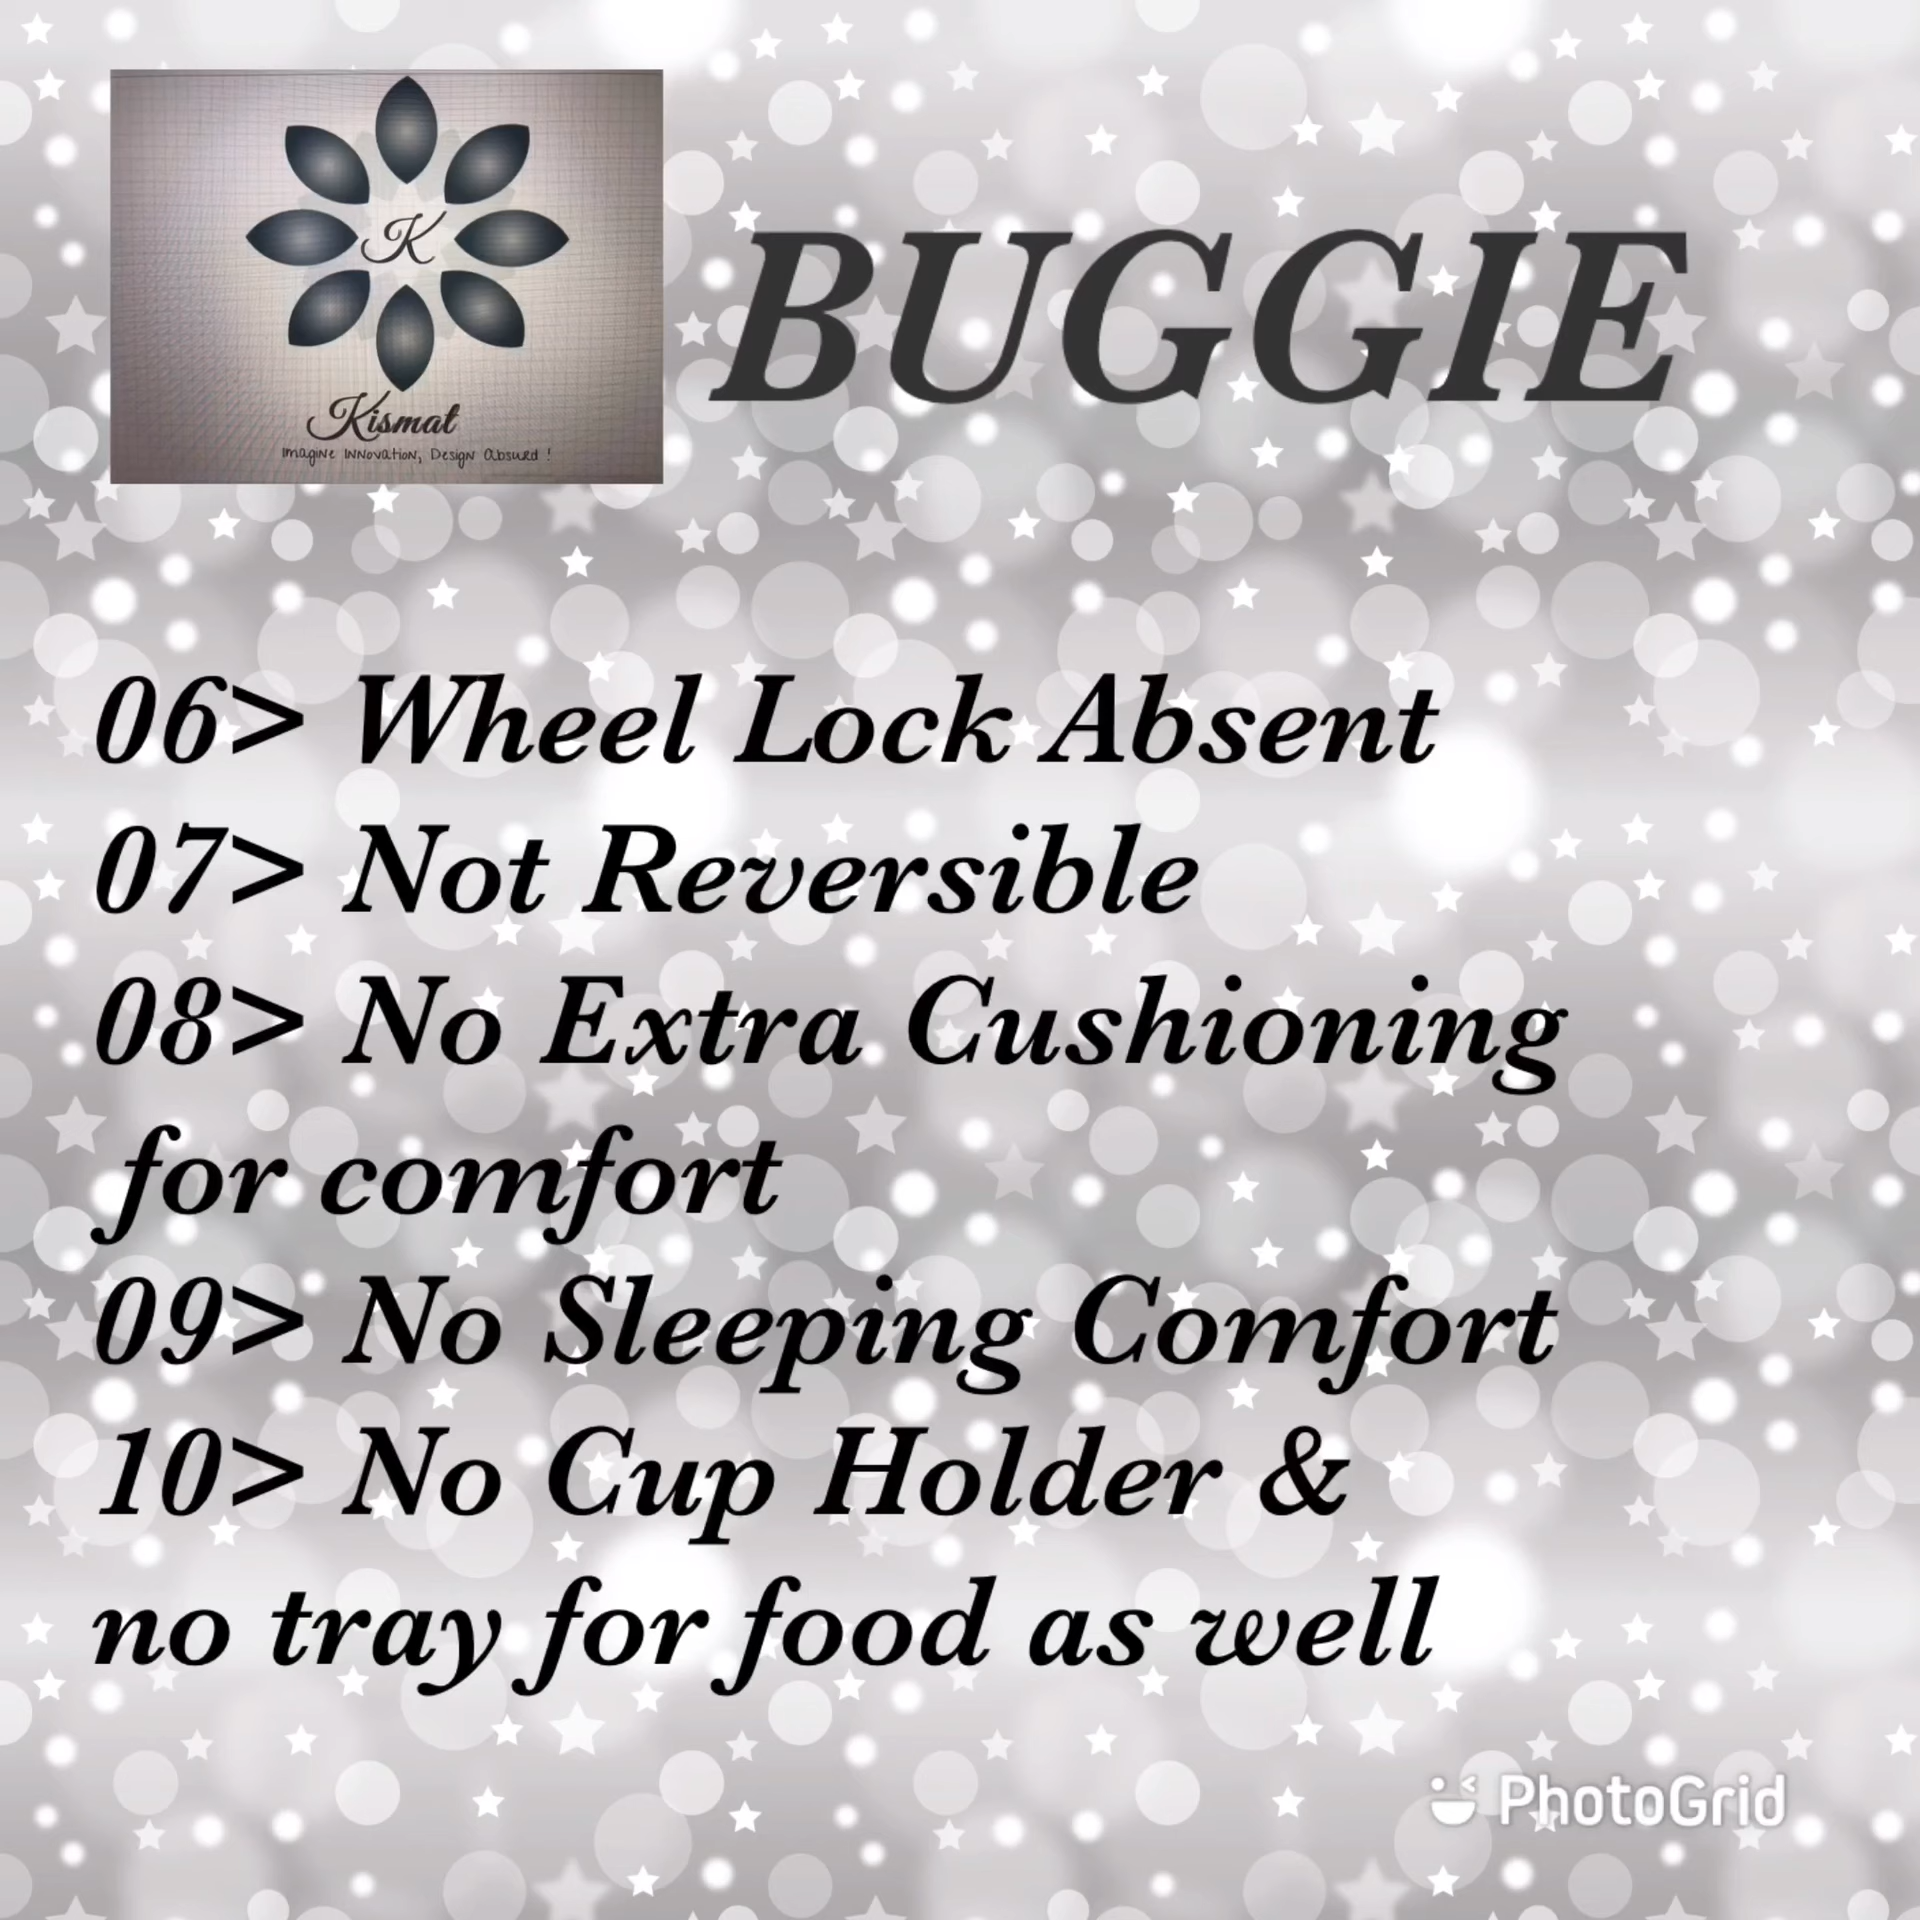 K
Kismat
Imagine Innovation, Design Absurd !
BUGGIE
06> Wheel Lock Absent
07> Not Reversible
08> No Extra Cushioning
for comfort
09> No Sleeping Comfort
10> No Cup Holder &
no tray for food as well
PhotoGrid